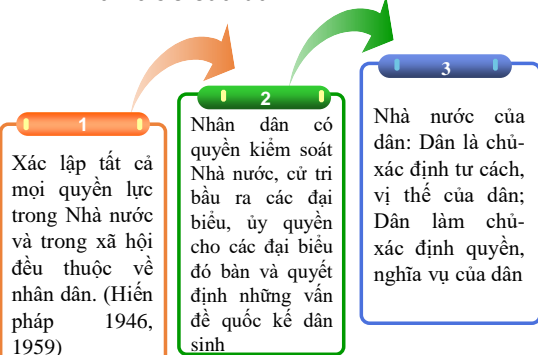 1
Xác lập tất cả
mọi quyền lực
trong Nhà nước
và trong xã hội
đều thuộc về
nhân dân. (Hiến
pháp 1946,
1959)
2
Nhân dân có
quyền kiểm soát
Nhà nước, cử tri
bầu ra các đại
biểu, ủy quyền
cho các đại biểu
đó bàn và quyết
định những vấn
đề quốc kế dân
sinh
3
Nhà nước của
dân: Dân là chủ-
xác định tư cách,
vị thế của dân;
Dân làm chủ-
xác định quyền,
nghĩa vụ của dân